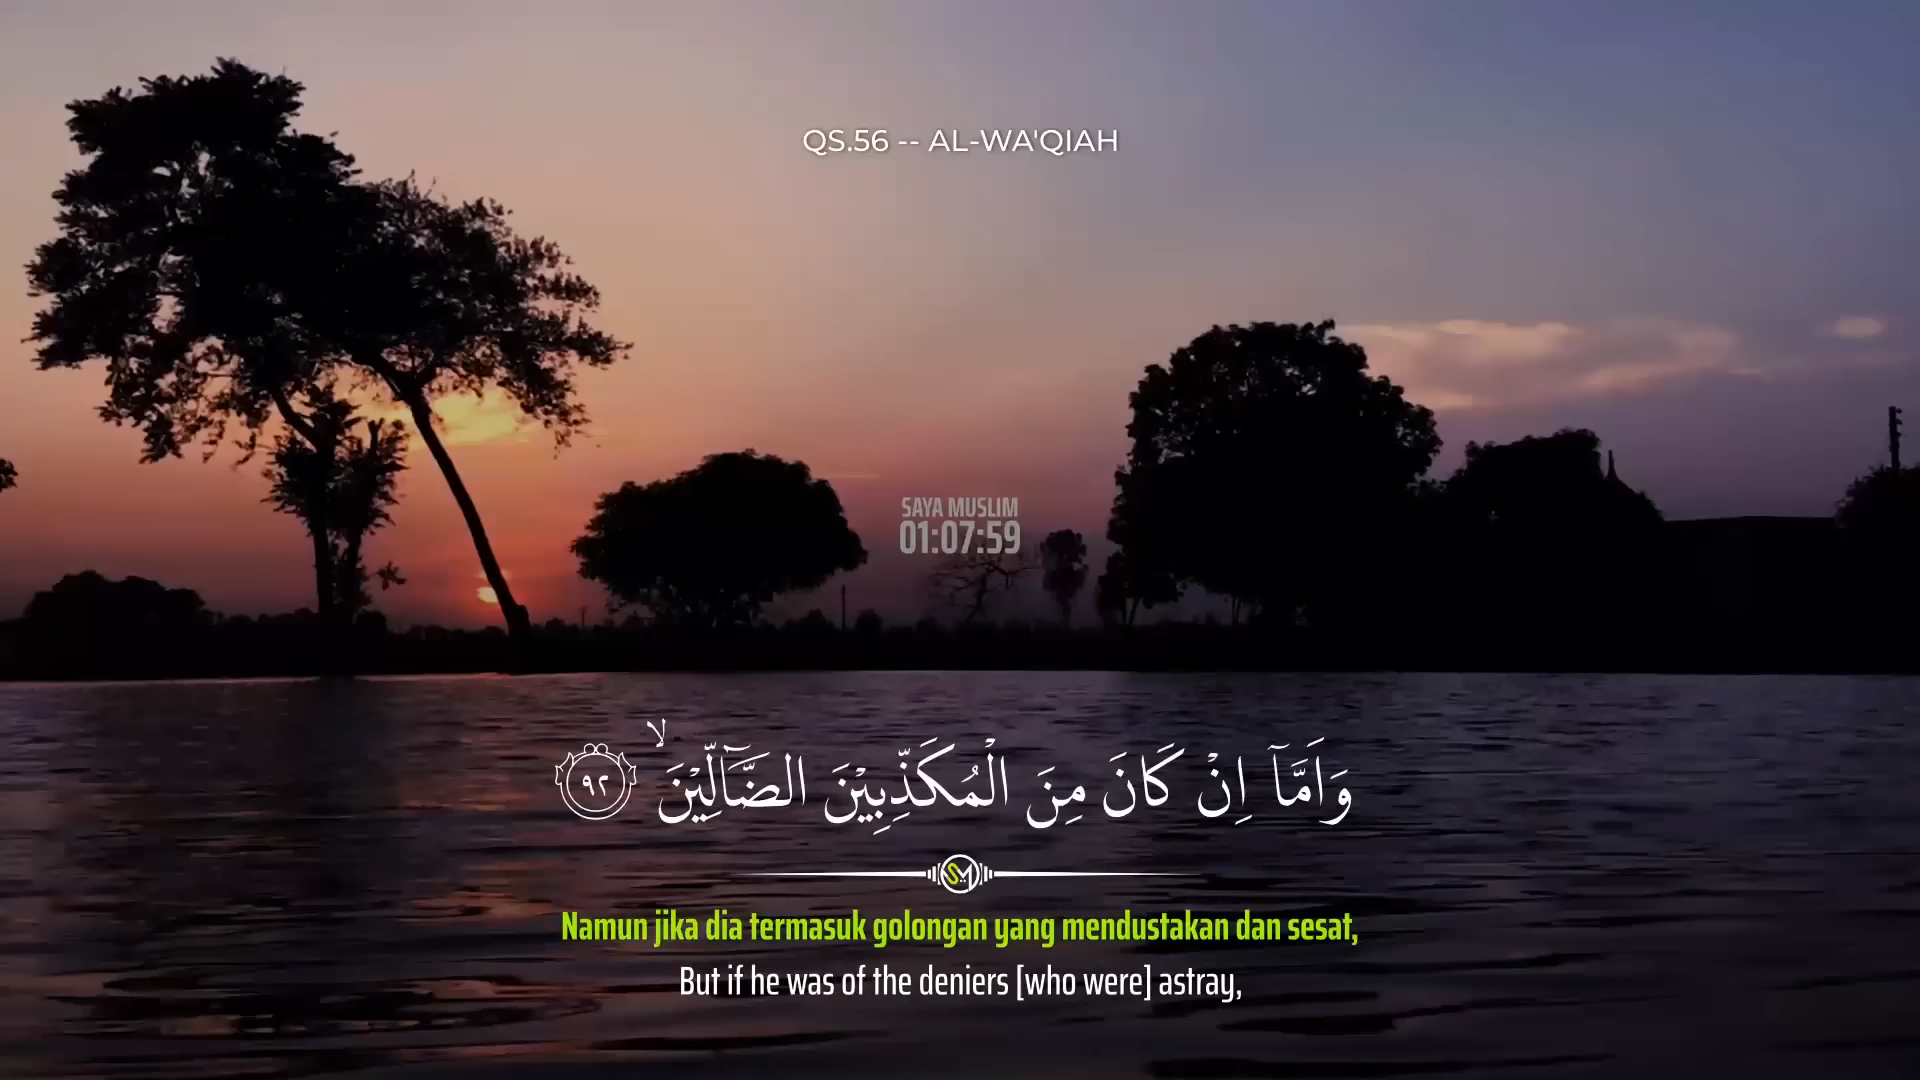 QS.56 -- AL-WA'QIAH
SAYA MUSLIM
01:07:59
وَاَمَّآ اِنْ كَانَ مِنَ الْمُكَذِّبِيْنَ الضَّاۤلِّيْنَۙ ٩٢
SM
Namun jika dia termasuk golongan yang mendustakan dan sesat,
But if he was of the deniers [who were] astray,